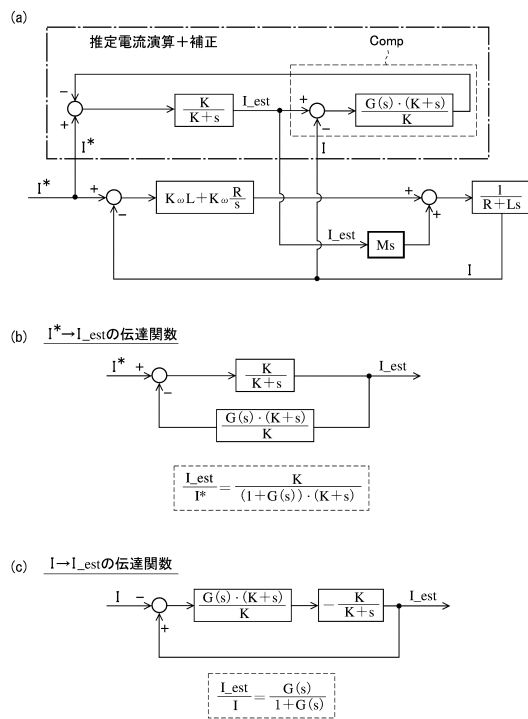 (a)
推定電流演算+補正
Comp
−
+
K
K+s
I_est
+
−
G(s)・(K+s)
K
I*
I
I*
+
−
KωL+Kω R
s
+
+
1
R+Ls
I_est
Ms
I
(b) I*→I_estの伝達関数
I* +
−
K
K+s
I_est
G(s)・(K+s)
K
I_est
I*
=
K
(1+G(s))・(K+s)
(c) I→I_estの伝達関数
I −
+
G(s)・(K+s)
K
− K
K+s
I_est
I_est
I
=
G(s)
1+G(s)